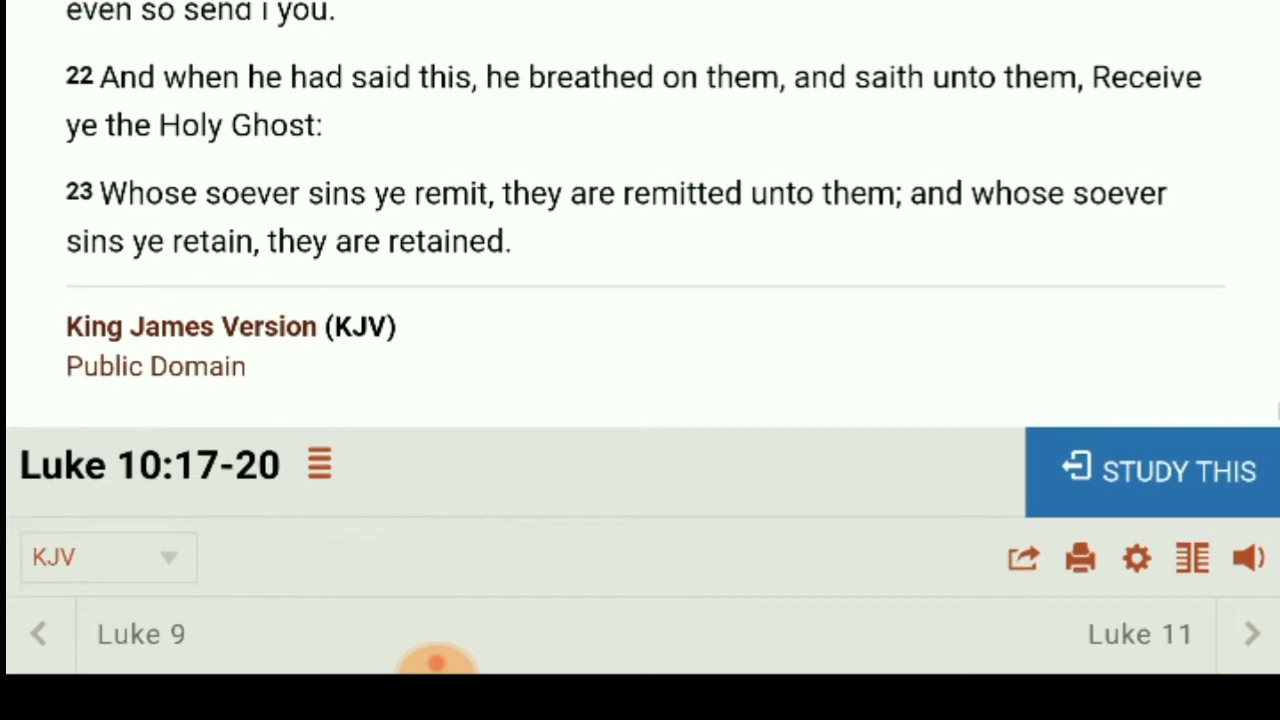 even so send I you.
22 And when he had said this, he breathed on them, and saith unto them, Receive
ye the Holy Ghost:
23 Whose soever sins ye remit, they are remitted unto them; and whose soever
sins ye retain, they are retained.
King James Version (KJV)
Public Domain
Luke 10:17-20
STUDY THIS
KJV
Luke 9
Luke 11